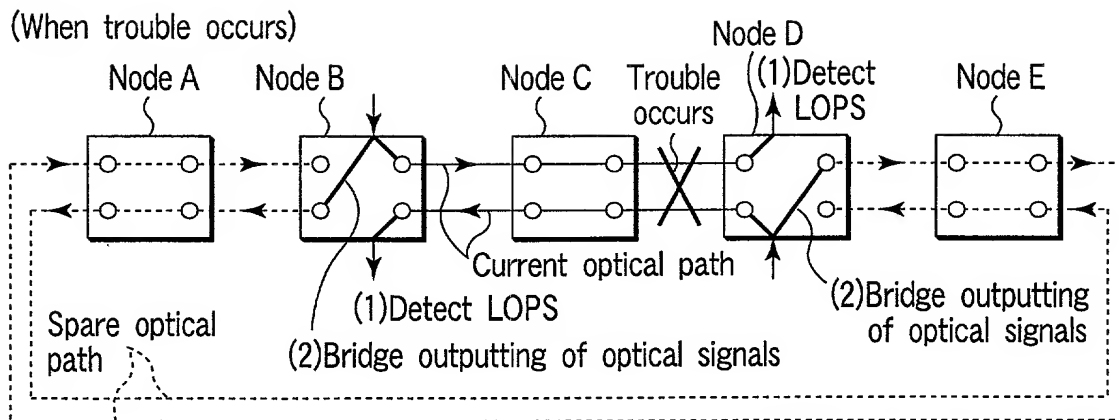 (When trouble occurs)
Node A
Node B
Node C
Trouble
occurs
Node D
(1)Detect
LOPS
Node E
Current optical path
(1)Detect LOPS
(2)Bridge outputting of optical signals
(2)Bridge outputting
of optical signals
Spare optical
path